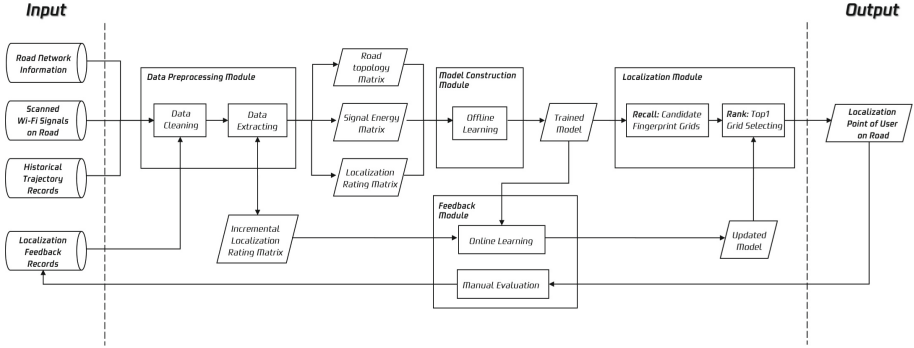 Input
Output
Road Network
Information
Scanned
Wi-Fi Signals
on Road
Historical
Trajectory
Records
Localization
Feedback
Records
Data Preprocessing Module
Data
Cleaning
Data
Extracting
Road
topology
Matrix
Signal Energy
Matrix
Localization
Rating Matrix
Incremental
Localization
Rating Matrix
Model Construction
Module
Offline
Learning
Trained
Model
Feedback
Module
Online Learning
Manual Evaluation
Localization Module
Recall: Candidate
Fingerprint Grids
Rank: Top1
Grid Selecting
Updated
Model
Localization
Point of User
on Road